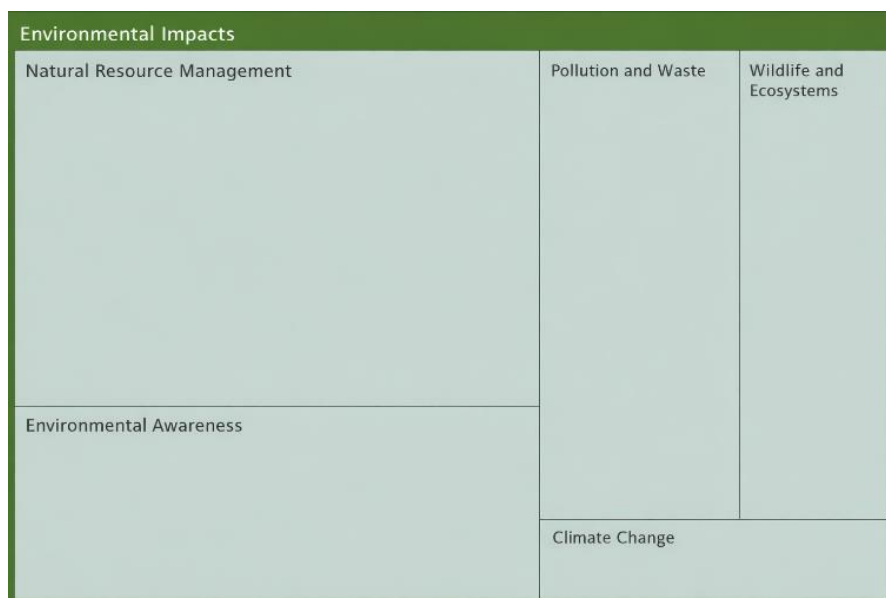 Environmental Impacts
Natural Resource Management
Pollution and Waste
Wildlife and
Ecosystems
Environmental Awareness
Climate Change